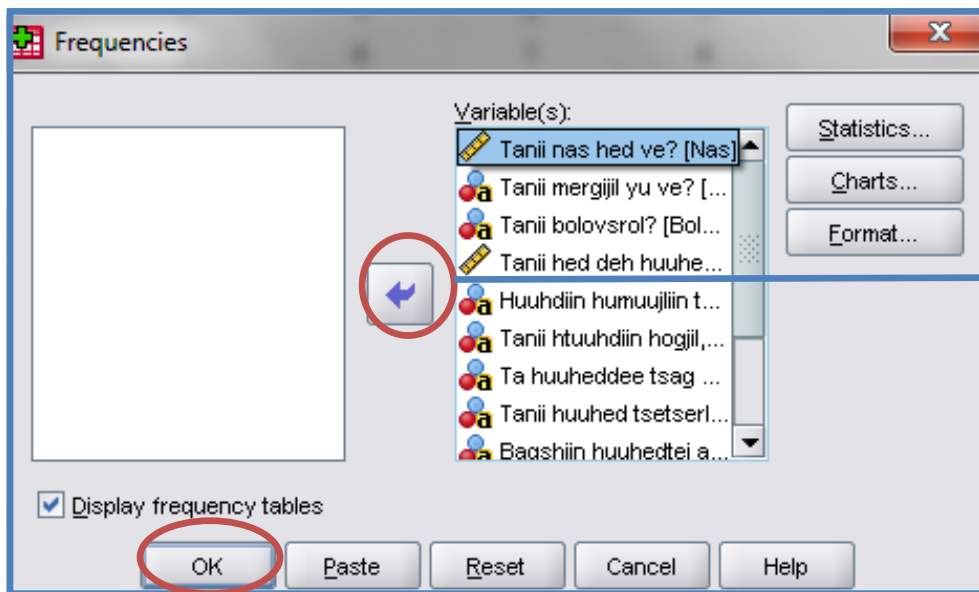 Frequencies
Variable(s):
Tanii nas hed ve? [Nas]
Tanii mergijil yu ve? [...
Tanii bolovsrol? [Bol...
Tanii hed deh huuhe...
Huuhdiin humuujliin t...
Tanii htuuhdiin hogjil,...
Ta huuheddee tsag ...
Tanii huuhed tsetserl...
Bagshiin huuhedtei a...
Statistics...
Charts...
Format...
Display frequency tables
OK
Paste
Reset
Cancel
Help